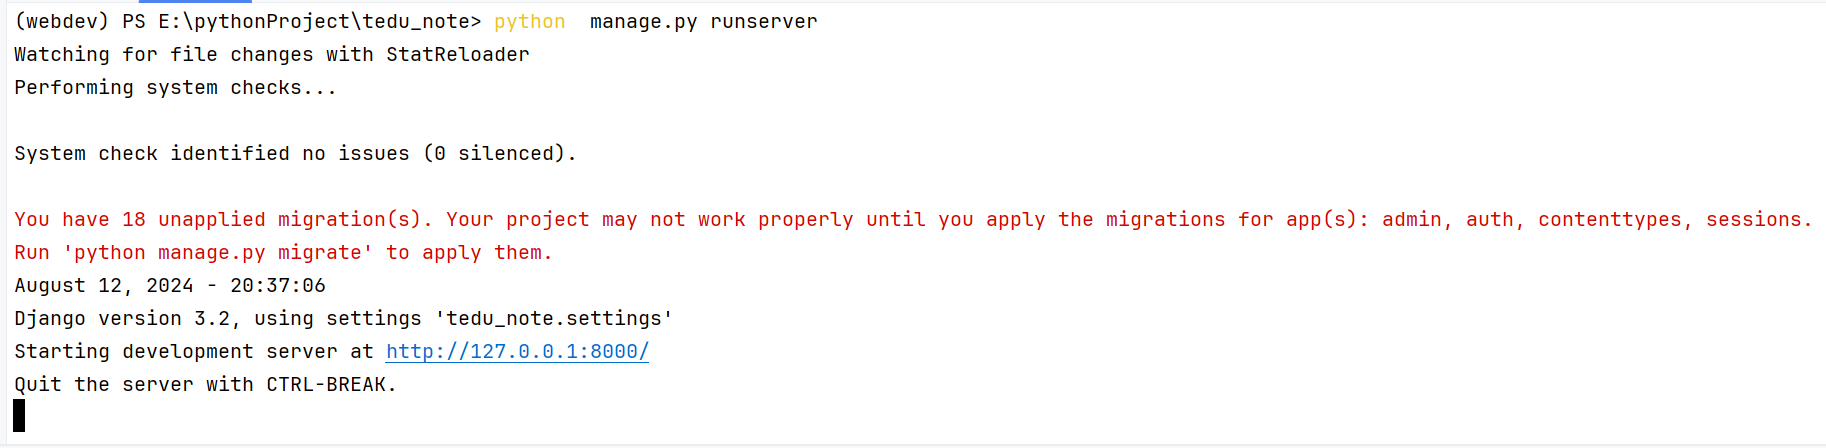 (webdev) PS E:\pythonProject\tedu_note> python  manage.py runserver
Watching for file changes with StatReloader
Performing system checks...
System check identified no issues (0 silenced).
You have 18 unapplied migration(s). Your project may not work properly until you apply the migrations for app(s): admin, auth, contenttypes, sessions.
Run 'python manage.py migrate' to apply them.
August 12, 2024 - 20:37:06
Django version 3.2, using settings 'tedu_note.settings'
Starting development server at http://127.0.0.1:8000/
Quit the server with CTRL-BREAK.